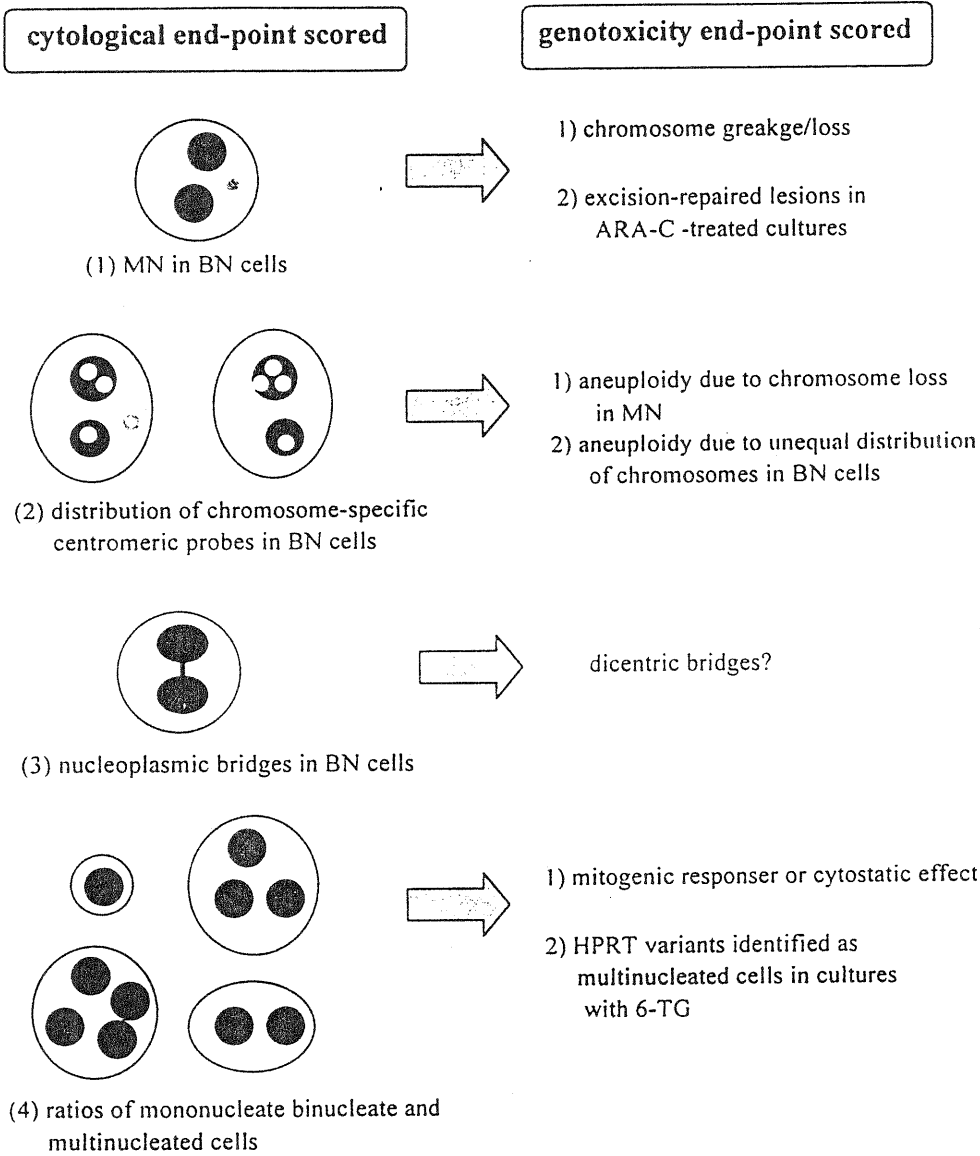 cytological end-point scored
genotoxicity end-point scored
1) chromosome greakge/loss
2) excision-repaired lesions in
ARA-C -treated cultures
(1) MN in BN cells
1) aneuploidy due to chromosome loss
in MN
2) aneuploidy due to unequal distribution
of chromosomes in BN cells
(2) distribution of chromosome-specific
centromeric probes in BN cells
dicentric bridges?
(3) nucleoplasmic bridges in BN cells
1) mitogenic responser or cytostatic effect
2) HPRT variants identified as
multinucleated cells in cultures
with 6-TG
(4) ratios of mononucleate binucleate and
multinucleated cells